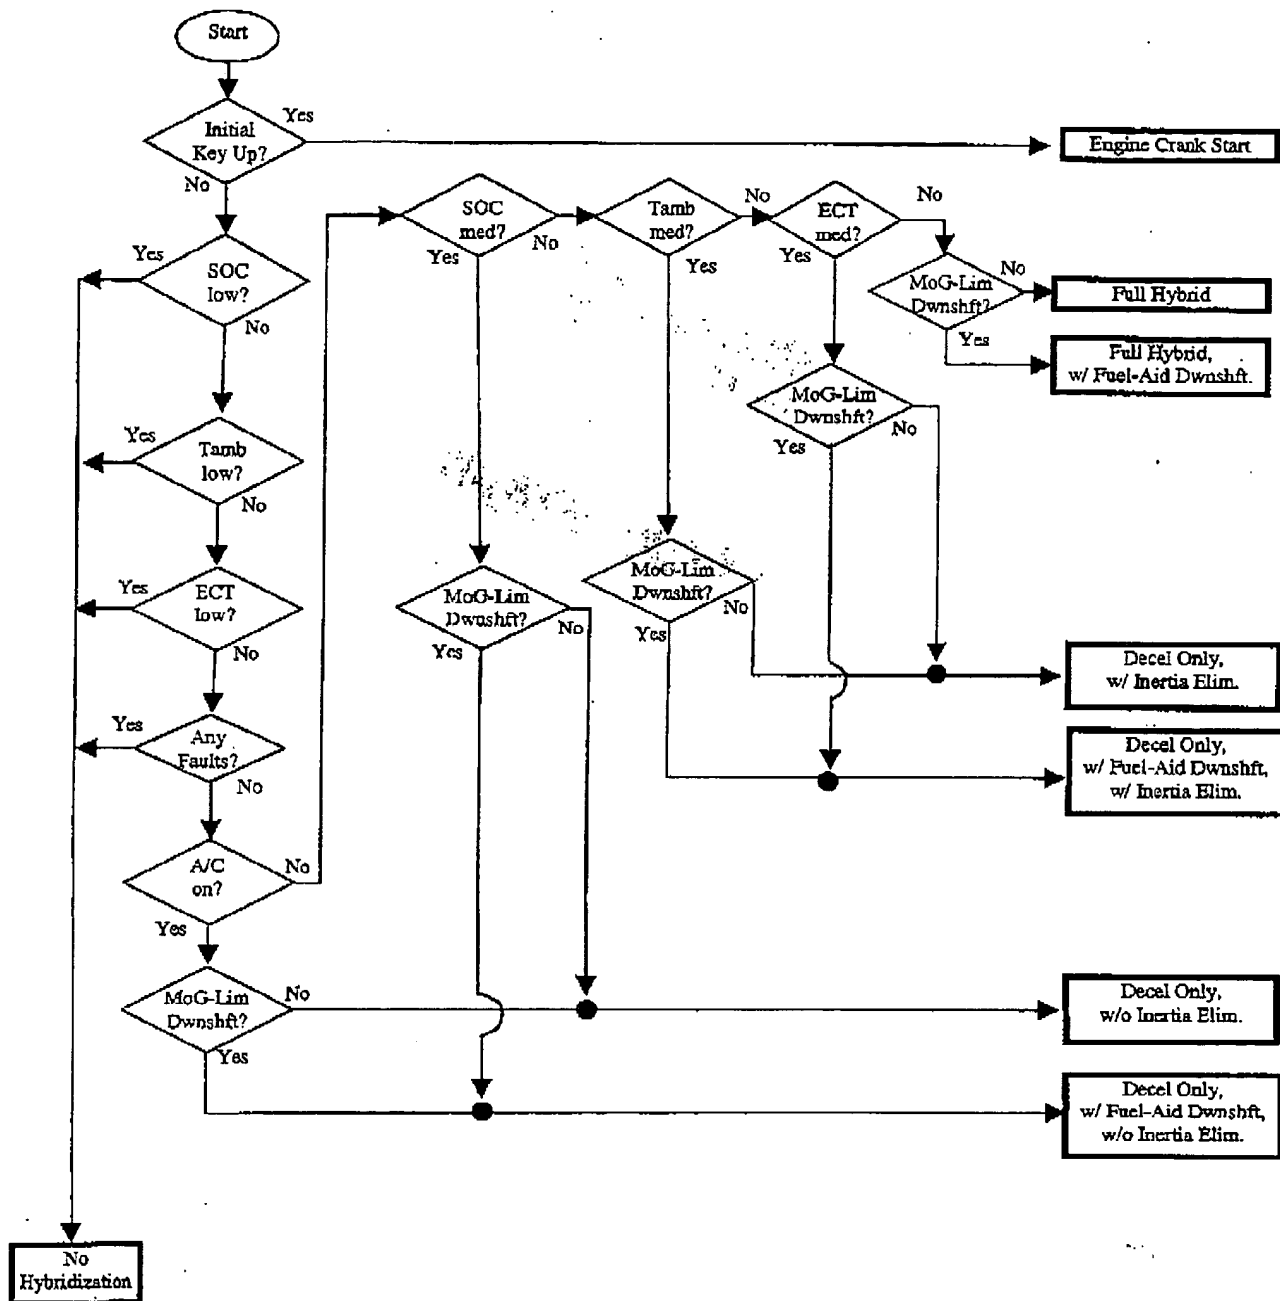 Start
Initial
Key Up?
Yes
No
Engine Crank Start
SOC
low?
Yes
No
Tamb
low?
Yes
No
ECT
low?
Yes
No
Any
Faults?
Yes
No
A/C
on?
No
Yes
MoG-Lim
Dwnshft?
No
Yes
No
Hybridization
SOC
med?
No
Yes
MoG-Lim
Dwnshft?
No
Yes
Tamb
med?
No
Yes
MoG-Lim
Dwnshft?
No
Yes
ECT
med?
No
Yes
MoG-Lim
Dwnshft?
No
Yes
MoG-Lim
Dwnshft?
No
Yes
Full Hybrid
Full Hybrid,
w/ Fuel-Aid Dwnshft.
Decel Only,
w/ Inertia Elim.
Decel Only,
w/ Fuel-Aid Dwnshft,
w/ Inertia Elim.
Decel Only,
w/o Inertia Elim.
Decel Only,
w/ Fuel-Aid Dwnshft,
w/o Inertia Elim.